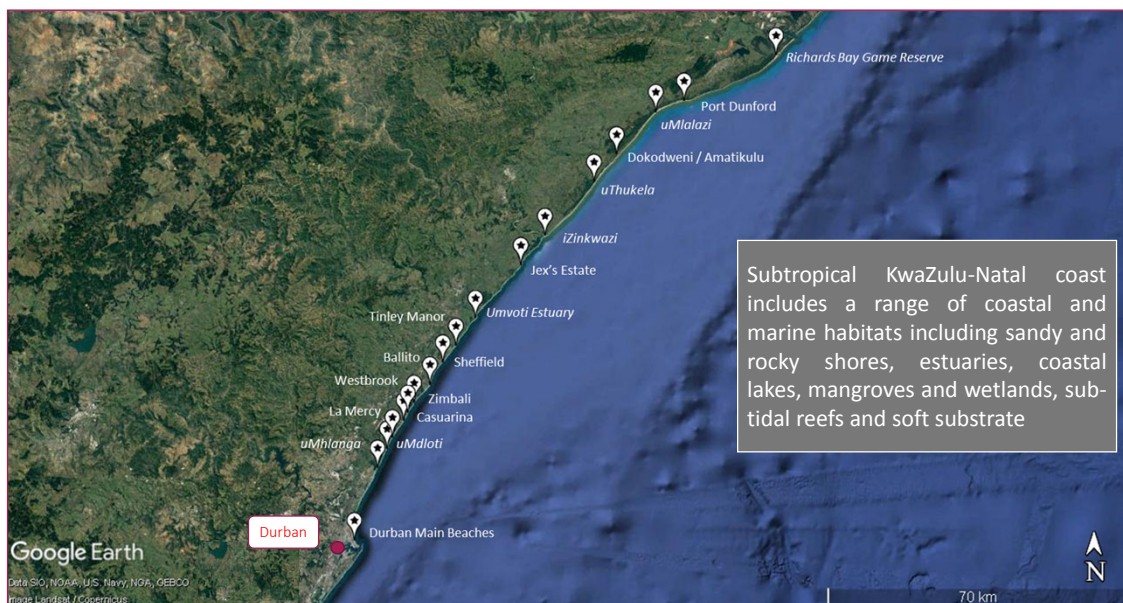 Richards Bay Game Reserve
Port Dunford
uMlalazi
Dokodweni / Amatikulu
uThukela
iZinkwazi
Jex's Estate
Subtropical KwaZulu-Natal coast
includes a range of coastal and
marine habitats including sandy and
rocky shores, estuaries, coastal
lakes, mangroves and wetlands, sub-
tidal reefs and soft substrate
Umvoti Estuary
Tinley Manor
Sheffield
Ballito
Westbrook
Zimbali
La Mercy
Casuarina
uMhlanga
uMdloti
Durban
Durban Main Beaches
Google Earth
Data SIO, NOAA, U.S. Navy, NGA, GEBCO
Image Landsat / Copernicus
N
70 km